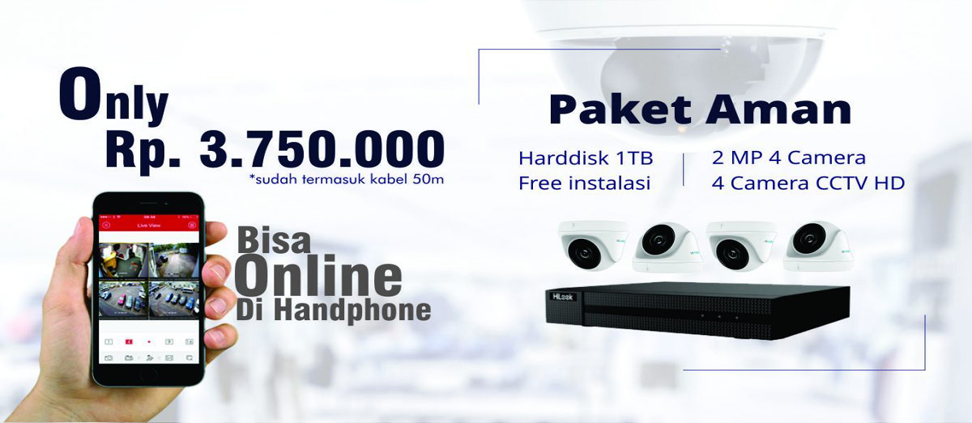 Only
Rp. 3.750.000
*sudah termasuk kabel 50m
Live View
Bisa
Online
Di Handphone
Paket Aman
Harddisk 1TB
Free instalasi
2 MP 4 Camera
4 Camera CCTV HD
HiLook